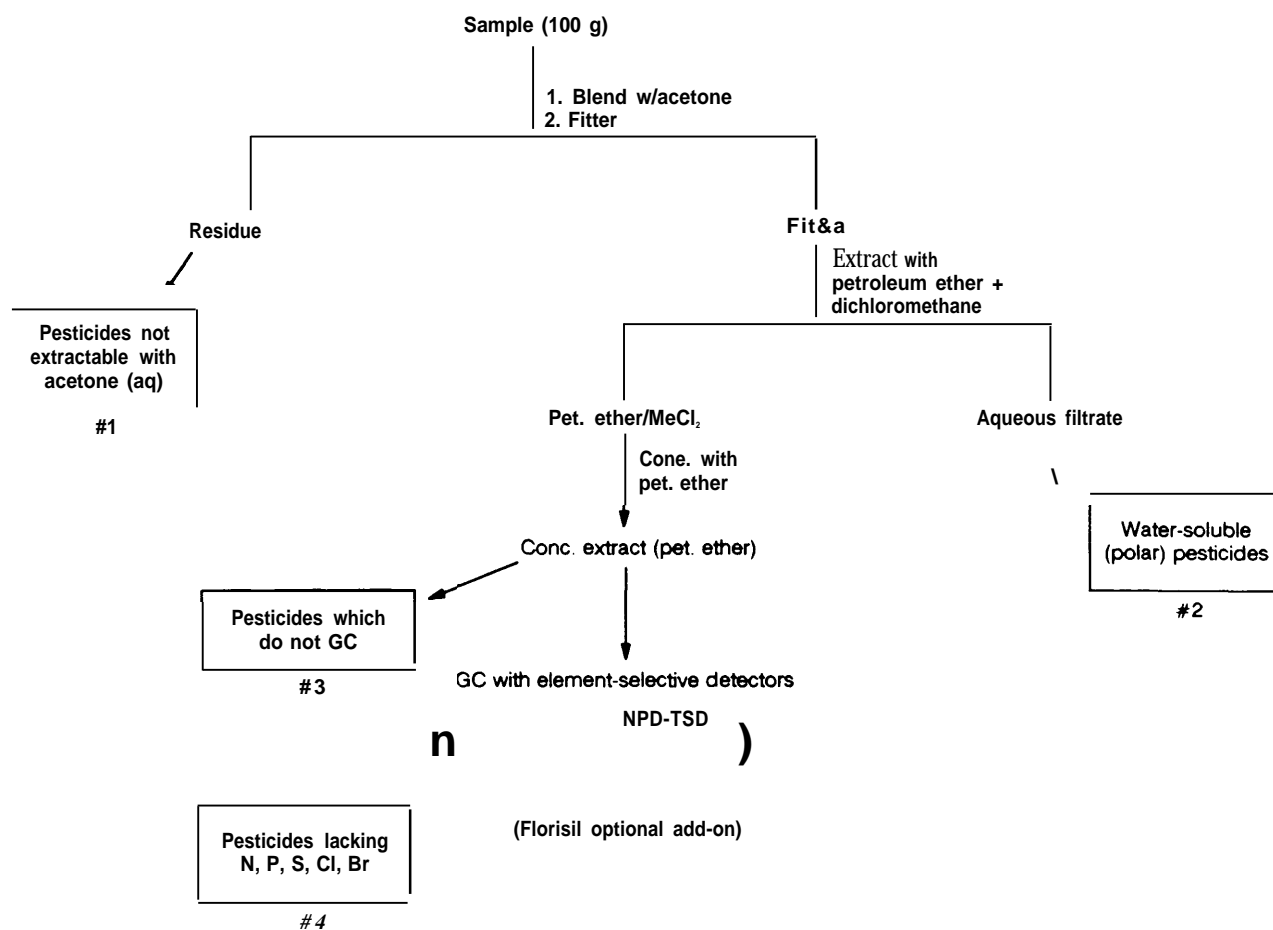 Sample (100 g)
1. Blend w/acetone
2. Fitter
Residue
Fit&a
Extract with
petroleum ether +
dichloromethane
Pesticides not
extractable with
acetone (aq)
#1
Pet. ether/MeCl₂
Aqueous filtrate
Cone. with
pet. ether
\
Conc. extract (pet. ether)
Water-soluble
(polar) pesticides
#2
Pesticides which
do not GC
#3
GC with element-selective detectors
NPD-TSD
n )
Pesticides lacking
N, P, S, Cl, Br
#4
(Florisil optional add-on)